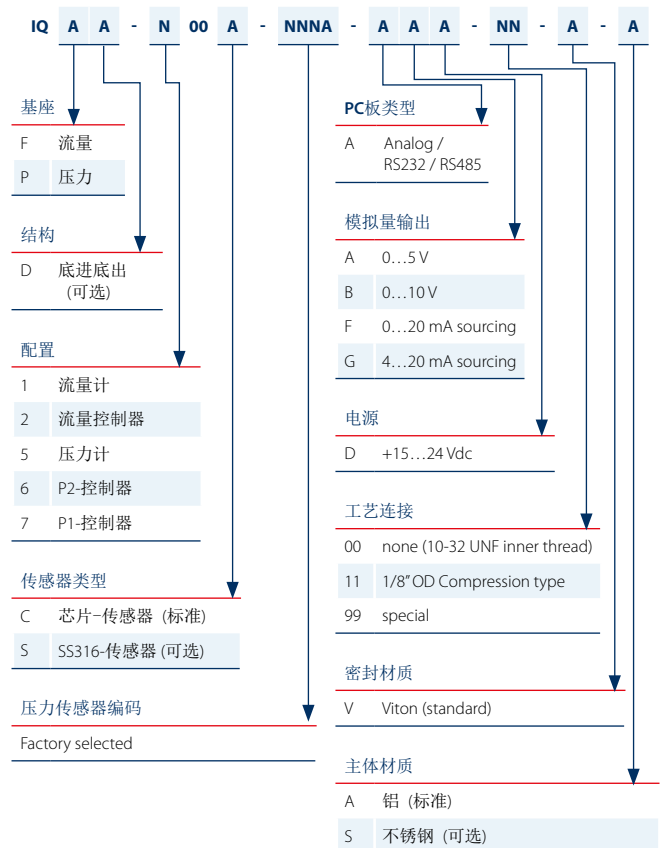 IQ A A - N 00 A - NNNA - A A A - NN - A - A
基座
F 流量
P 压力
结构
D 底进底出
(可选)
配置
1 流量计
2 流量控制器
5 压力计
6 P2-控制器
7 P1-控制器
传感器类型
C 芯片-传感器 (标准)
S SS316-传感器 (可选)
压力传感器编码
Factory selected
PC板类型
A Analog /
RS232 / RS485
模拟量输出
A 0…5 V
B 0…10 V
F 0…20 mA sourcing
G 4…20 mA sourcing
电源
D +15…24 Vdc
工艺连接
00 none (10-32 UNF inner thread)
11 1/8” OD Compression type
99 special
密封材质
V Viton (standard)
主体材质
A 铝 (标准)
S 不锈钢 (可选)